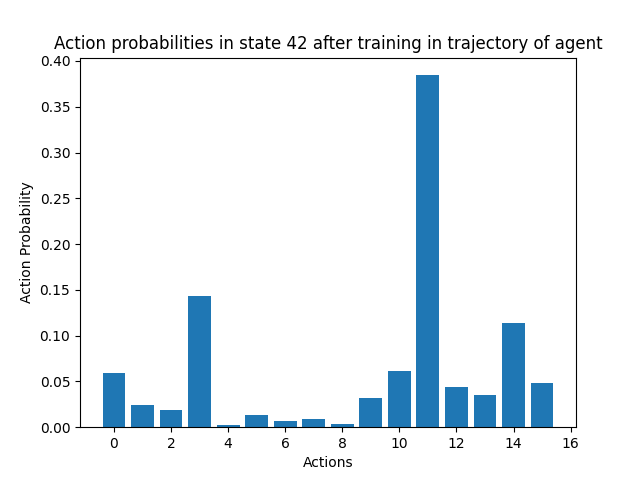 Action probabilities in state 42 after training in trajectory of agent
0.40
0.35
0.30
0.25
0.20
0.15
0.10
0.05
0.00
Action Probability
0 2 4 6 8 10 12 14 16
Actions